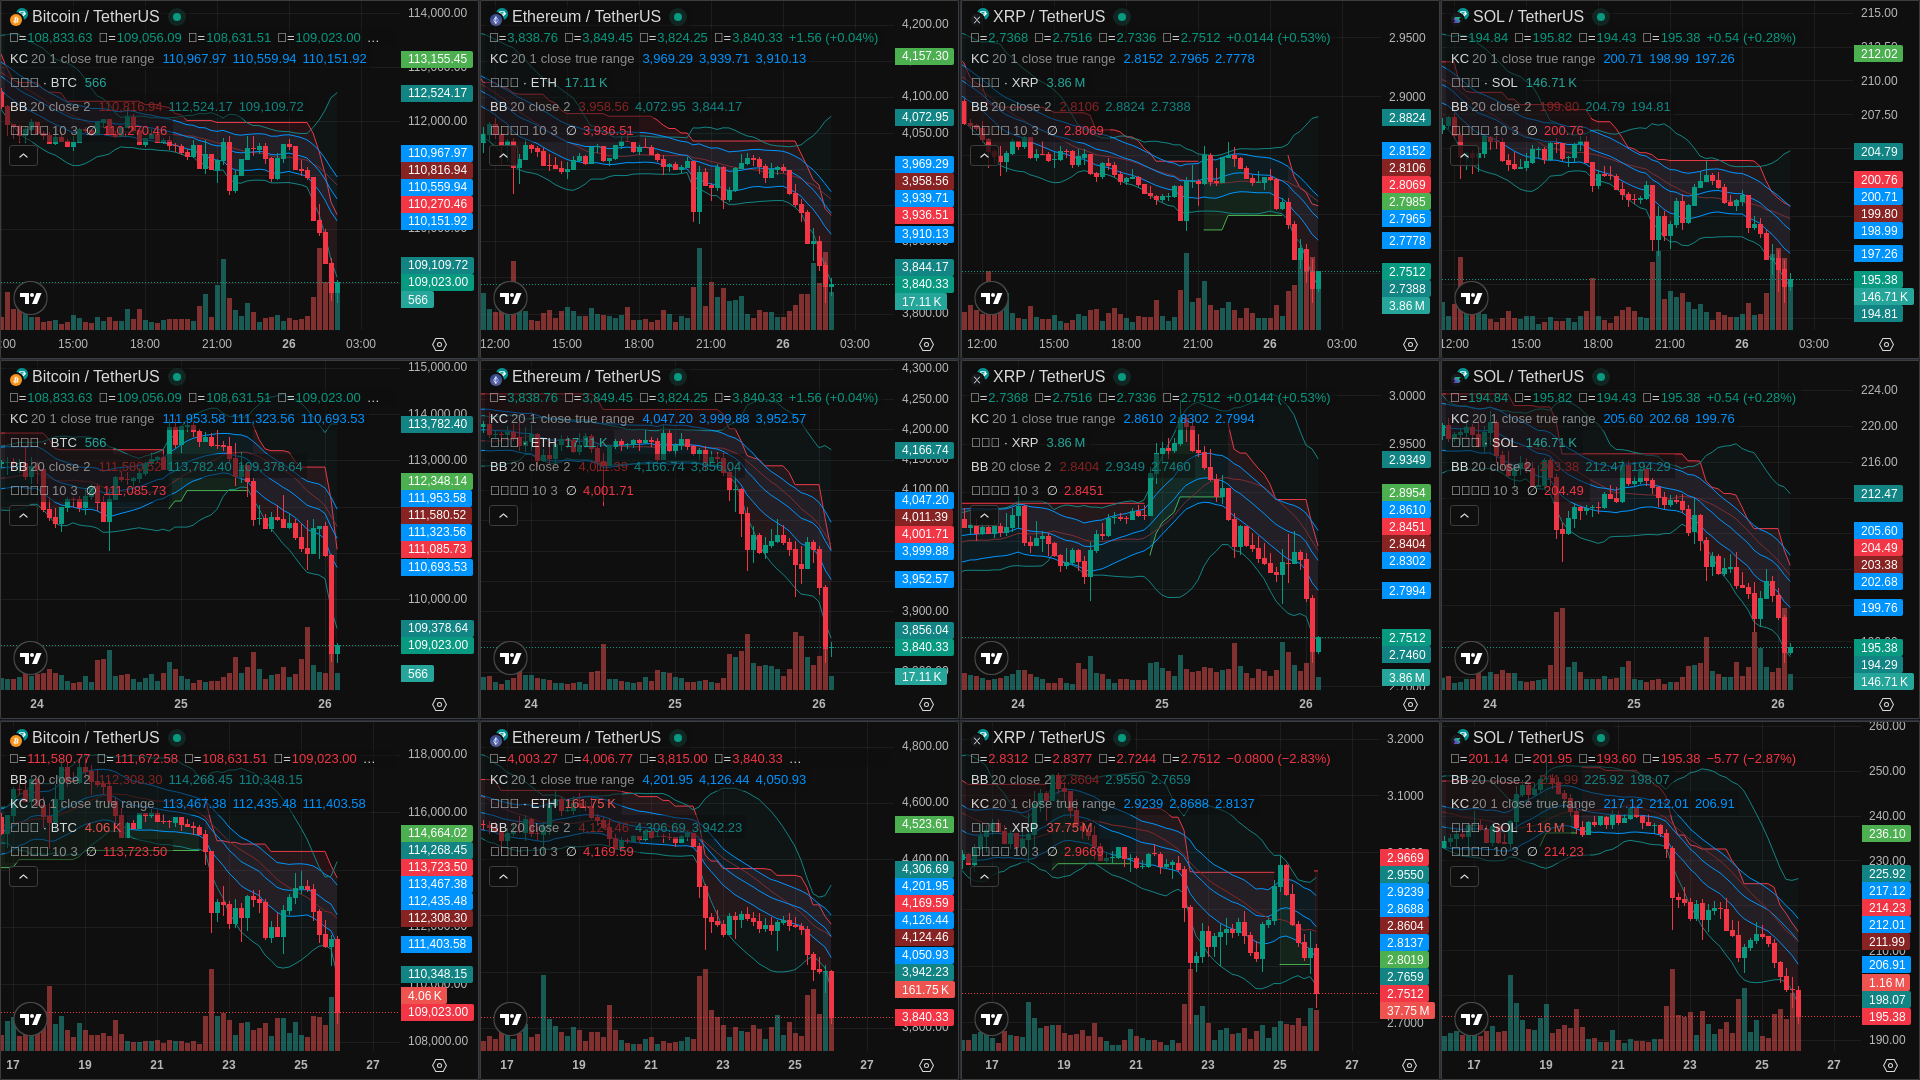 Bitcoin / TetherUS
□=108,833.63 □=109,056.09 □=108,631.51 □=109,023.00 …
KC 20 1 close true range 110,967.97 110,559.94 110,151.92
□□□ · BTC 566
BB 20 close 2 110,816.94 112,524.17 109,109.72
□□□□ 10 3 ∅ 110,270.46
114,000.00
113,155.45
112,524.17
112,000.00
110,967.97
110,816.94
110,559.94
110,270.46
110,151.92
109,109.72
109,023.00
566
15:00 18:00 21:00 26 03:00
Ethereum / TetherUS
□=3,838.76 □=3,849.45 □=3,824.25 □=3,840.33 +1.56 (+0.04%)
KC 20 1 close true range 3,969.29 3,939.71 3,910.13
□□□ · ETH 17.11 K
BB 20 close 2 3,958.56 4,072.95 3,844.17
□□□□ 10 3 ∅ 3,936.51
4,200.00
4,157.30
4,100.00
4,072.95
4,050.00
3,969.29
3,958.56
3,939.71
3,936.51
3,910.13
3,844.17
3,840.33
17.11 K
3,800.00
12:00 15:00 18:00 21:00 26 03:00
XRP / TetherUS
□=2.7368 □=2.7516 □=2.7336 □=2.7512 +0.0144 (+0.53%)
KC 20 1 close true range 2.8152 2.7965 2.7778
□□□ · XRP 3.86 M
BB 20 close 2 2.8106 2.8824 2.7388
□□□□ 10 3 ∅ 2.8069
2.9500
2.9000
2.8824
2.8152
2.8106
2.8069
2.7985
2.7965
2.7778
2.7512
2.7388
3.86 M
12:00 15:00 18:00 21:00 26 03:00
SOL / TetherUS
□=194.84 □=195.82 □=194.43 □=195.38 +0.54 (+0.28%)
KC 20 1 close true range 200.71 198.99 197.26
□□□ · SOL 146.71 K
BB 20 close 2 199.80 204.79 194.81
□□□□ 10 3 ∅ 200.76
215.00
212.02
210.00
207.50
204.79
200.76
200.71
199.80
198.99
197.26
195.38
146.71 K
194.81
12:00 15:00 18:00 21:00 26 03:00
Bitcoin / TetherUS
□=108,833.63 □=109,056.09 □=108,631.51 □=109,023.00 …
KC 20 1 close true range 111,953.58 111,323.56 110,693.53
□□□ · BTC 566
BB 20 close 2 111,580.52 113,782.40 109,378.64
□□□□ 10 3 ∅ 111,085.73
115,000.00
114,000.00
113,782.40
113,000.00
112,348.14
111,953.58
111,580.52
111,323.56
111,085.73
110,693.53
110,000.00
109,378.64
109,023.00
566
24 25 26
Ethereum / TetherUS
□=3,838.76 □=3,849.45 □=3,824.25 □=3,840.33 +1.56 (+0.04%)
KC 20 1 close true range 4,047.20 3,999.88 3,952.57
□□□ · ETH 17.11 K
BB 20 close 2 4,011.39 4,166.74 3,856.04
□□□□ 10 3 ∅ 4,001.71
4,300.00
4,200.00
4,166.74
4,100.00
4,047.20
4,011.39
4,001.71
3,999.88
3,952.57
3,900.00
3,856.04
3,840.33
17.11 K
24 25 26
XRP / TetherUS
□=2.7368 □=2.7516 □=2.7336 □=2.7512 +0.0144 (+0.53%)
KC 20 1 close true range 2.8610 2.8302 2.7994
□□□ · XRP 3.86 M
BB 20 close 2 2.8404 2.9349 2.7460
□□□□ 10 3 ∅ 2.8451
3.0000
2.9500
2.9349
2.8954
2.8610
2.8451
2.8404
2.8302
2.7994
2.7512
2.7460
3.86 M
24 25 26
SOL / TetherUS
□=194.84 □=195.82 □=194.43 □=195.38 +0.54 (+0.28%)
KC 20 1 close true range 205.60 202.68 199.76
□□□ · SOL 146.71 K
BB 20 close 2 203.38 212.47 194.29
□□□□ 10 3 ∅ 204.49
224.00
220.00
216.00
212.47
205.60
204.49
203.38
202.68
199.76
195.38
194.29
146.71 K
24 25 26
Bitcoin / TetherUS
□=111,580.77 □=111,672.58 □=108,631.51 □=109,023.00 …
BB 20 close 2 112,308.30 114,268.45 110,348.15
KC 20 1 close true range 113,467.38 112,435.48 111,403.58
□□□ · BTC 4.06 K
□□□□ 10 3 ∅ 113,723.50
118,000.00
116,000.00
114,664.02
114,268.45
113,723.50
113,467.38
112,435.48
112,308.30
111,403.58
110,348.15
4.06 K
109,023.00
108,000.00
17 19 21 23 25 27
Ethereum / TetherUS
□=4,003.27 □=4,006.77 □=3,815.00 □=3,840.33 …
KC 20 1 close true range 4,201.95 4,126.44 4,050.93
□□□ · ETH 161.75 K
BB 20 close 2 4,124.46 4,306.69 3,942.23
□□□□ 10 3 ∅ 4,169.59
4,800.00
4,600.00
4,523.61
4,400.00
4,306.69
4,201.95
4,169.59
4,126.44
4,124.46
4,050.93
3,942.23
161.75 K
3,840.33
3,800.00
17 19 21 23 25 27
XRP / TetherUS
□=2.8312 □=2.8377 □=2.7244 □=2.7512 −0.0800 (−2.83%)
BB 20 close 2 2.8604 2.9550 2.7659
KC 20 1 close true range 2.9239 2.8688 2.8137
□□□ · XRP 37.75 M
□□□□ 10 3 ∅ 2.9669
3.2000
3.1000
2.9669
2.9550
2.9239
2.8688
2.8604
2.8137
2.8019
2.7659
2.7512
37.75 M
2.7000
17 19 21 23 25 27
SOL / TetherUS
□=201.14 □=201.95 □=193.60 □=195.38 −5.77 (−2.87%)
BB 20 close 2 211.99 225.92 198.07
KC 20 1 close true range 217.12 212.01 206.91
□□□ · SOL 1.16 M
□□□□ 10 3 ∅ 214.23
260.00
250.00
240.00
236.10
230.00
225.92
217.12
214.23
212.01
211.99
206.91
1.16 M
198.07
195.38
190.00
17 19 21 23 25 27